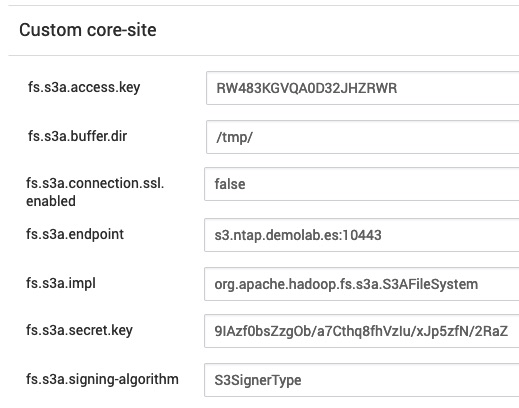 Custom core-site
fs.s3a.access.key
RW483KGVQA0D32JHZRWR
fs.s3a.buffer.dir
/tmp/
fs.s3a.connection.ssl.
enabled
false
fs.s3a.endpoint
s3.ntap.demolab.es:10443
fs.s3a.impl
org.apache.hadoop.fs.s3a.S3AFileSystem
fs.s3a.secret.key
9IAzf0bsZzgOb/a7Cthq8fhVzIu/xJp5zfN/2RaZ
fs.s3a.signing-algorithm
S3SignerType